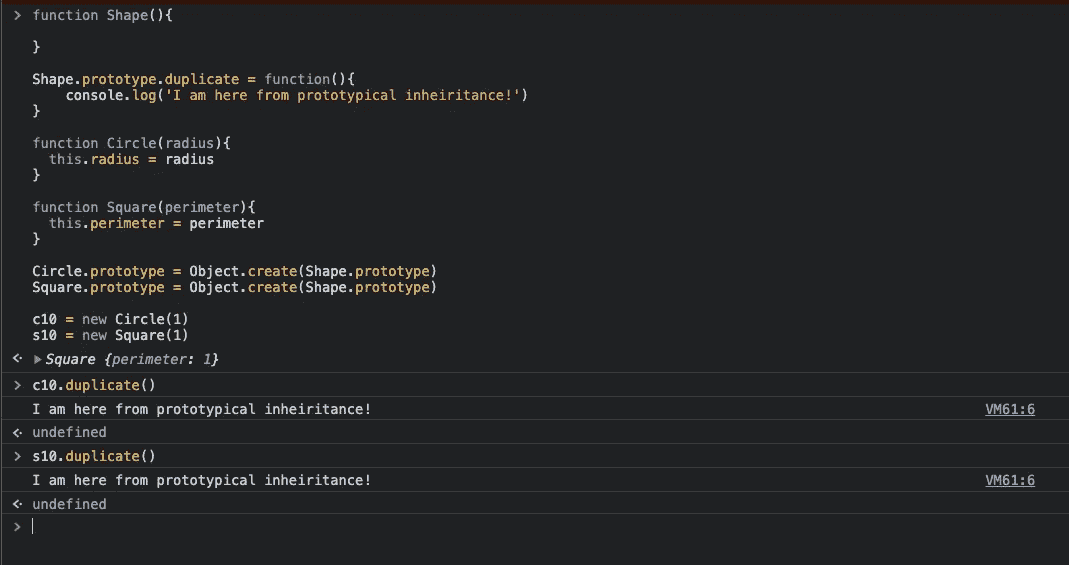 > function Shape(){
}
Shape.prototype.duplicate = function(){
console.log('I am here from prototypical inheiritance!')
}
function Circle(radius){
this.radius = radius
}
function Square(perimeter){
this.perimeter = perimeter
}
Circle.prototype = Object.create(Shape.prototype)
Square.prototype = Object.create(Shape.prototype)
c10 = new Circle(1)
s10 = new Square(1)
<· ▶Square {perimeter: 1}
> c10.duplicate()
I am here from prototypical inheiritance! VM61:6
<· undefined
> s10.duplicate()
I am here from prototypical inheiritance! VM61:6
<· undefined
>